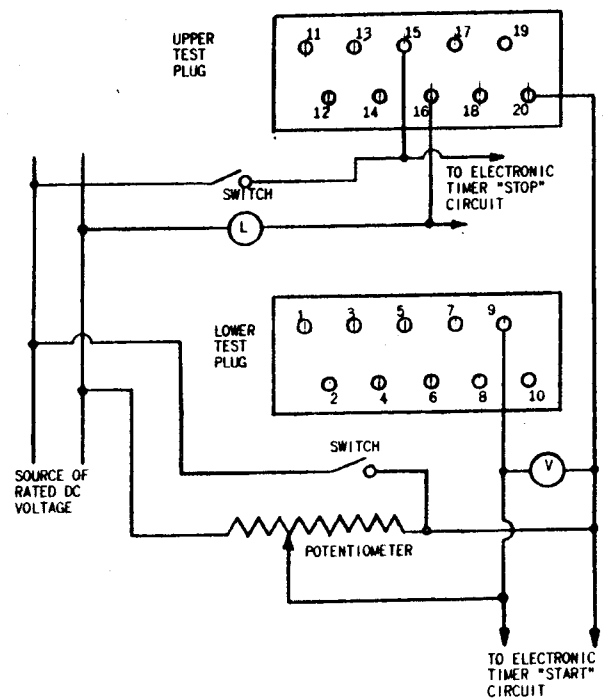 UPPER
TEST
PLUG
11 13 15 17 19
12 14 16 18 20
SWITCH
TO ELECTRONIC
TIMER "STOP"
CIRCUIT
L
LOWER
TEST
PLUG
1 3 5 7 9
2 4 6 8 10
SWITCH
V
SOURCE OF
RATED DC
VOLTAGE
POTENTIOMETER
TO ELECTRONIC
TIMER "START"
CIRCUIT